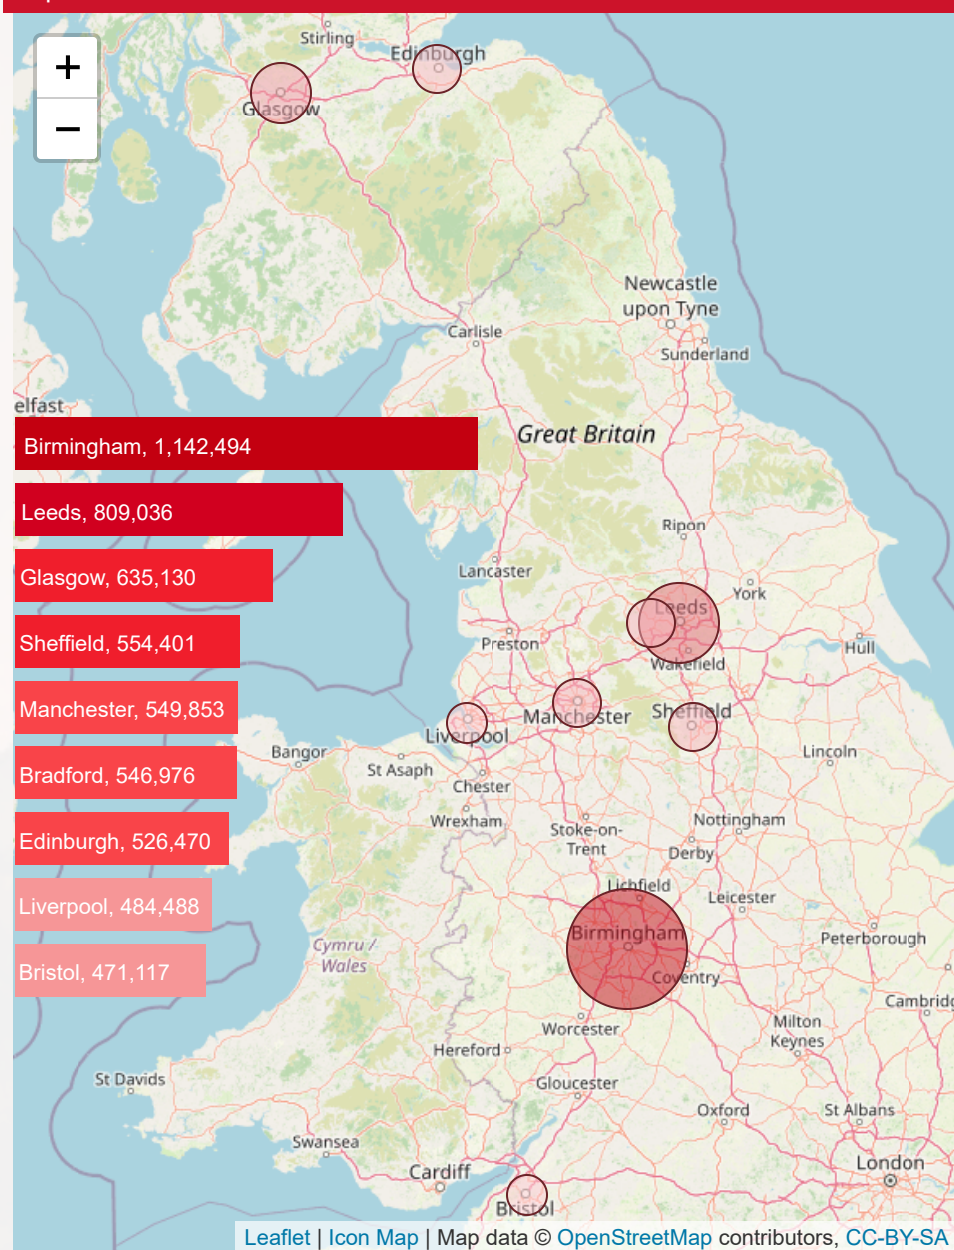 +
−
Stirling
Edinburgh
Glasgow
Newcastle
upon Tyne
Carlisle
Sunderland
elfast
Great Britain
Birmingham, 1,142,494
Leeds, 809,036
Glasgow, 635,130
Sheffield, 554,401
Manchester, 549,853
Bradford, 546,976
Edinburgh, 526,470
Liverpool, 484,488
Bristol, 471,117
Ripon
Lancaster
York
Leeds
Preston
Hull
Wakefield
Manchester
Sheffield
Liverpool
Bangor
St Asaph
Lincoln
Chester
Wrexham
Nottingham
Stoke-on-
Trent
Derby
Lichfield
Leicester
Birmingham
Peterborough
Cymru /
Wales
Coventry
Cambridg
Worcester
Milton
Keynes
Hereford
St Davids
Gloucester
Oxford
St Albans
Swansea
London
Cardiff
Bristol
Leaflet | Icon Map | Map data © OpenStreetMap contributors, CC-BY-SA